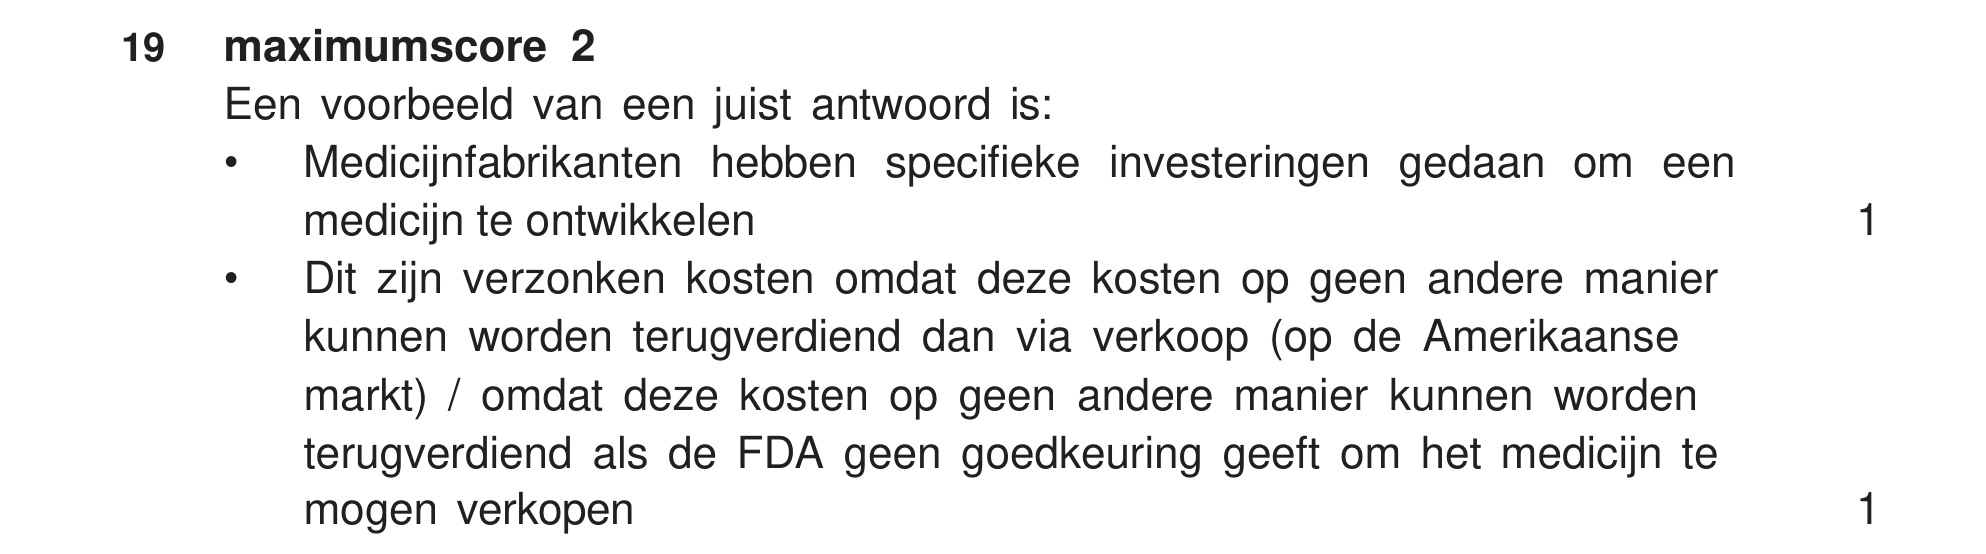 19 maximumscore 2
Een voorbeeld van een juist antwoord is:
• Medicijnfabrikanten hebben specifieke investeringen gedaan om een
medicijn te ontwikkelen 1
• Dit zijn verzonken kosten omdat deze kosten op geen andere manier
kunnen worden terugverdiend dan via verkoop (op de Amerikaanse
markt) / omdat deze kosten op geen andere manier kunnen worden
terugverdiend als de FDA geen goedkeuring geeft om het medicijn te
mogen verkopen 1